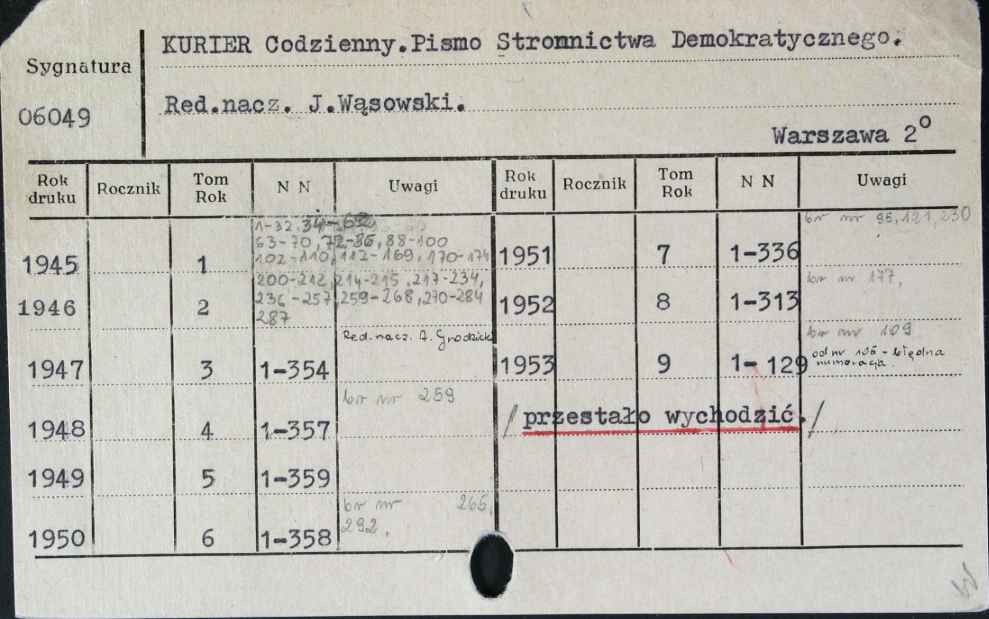 KURIER Codzienny.Pismo Stronnictwa Demokratycznego.
Sygnatura
06049
Red.nacz. J.Wąsowski.
Warszawa 2°
Rok druku Rocznik Tom Rok N N Uwagi Rok druku Rocznik Tom Rok N N Uwagi
1-32, 34-62
63-70, 72-86, 88-100
102-110, 112-169, 170-174
1945 1
200-212, 214-215, 217-234,
1946 2 236-257, 259-268, 270-284
287
Red.nacz. A. Grodzicki
1947 3 1-354
br nr 259
1948 4 1-357
1949 5 1-359
br nr 265,
292,
1950 6 1-358
br nr 95, 121, 230
1951 7 1-336
br nr 177,
1952 8 1-313
br nr 109
1953 9 1-129 od nr 106 - błędna
numeracja.
/przestało wychodzić./
W